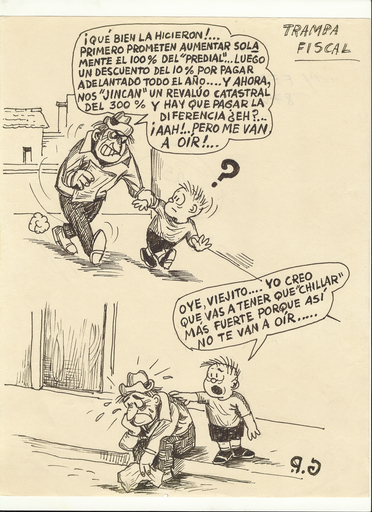 TRAMPA
FISCAL
¡QUÉ BIEN LA HICIERON!...
PRIMERO PROMETEN AUMENTAR SOLA
MENTE EL 100% DEL "PREDIAL"... LUEGO
UN DESCUENTO DEL 10% POR PAGAR
ADELANTADO TODO EL AÑO.... Y AHORA,
NOS "JINCAN" UN REVALÚO CATASTRAL
DEL 300% Y HAY QUE PAGAR LA
DIFERENCIA ¿EH?...
¡AAH!.. PERO ME VAN
A OÍR!....
?
OYE, VIEJITO.... YO CREO
QUE VAS A TENER QUE "CHILLAR"
MÁS FUERTE PORQUE ASÍ
NO TE VAN A OÍR.....